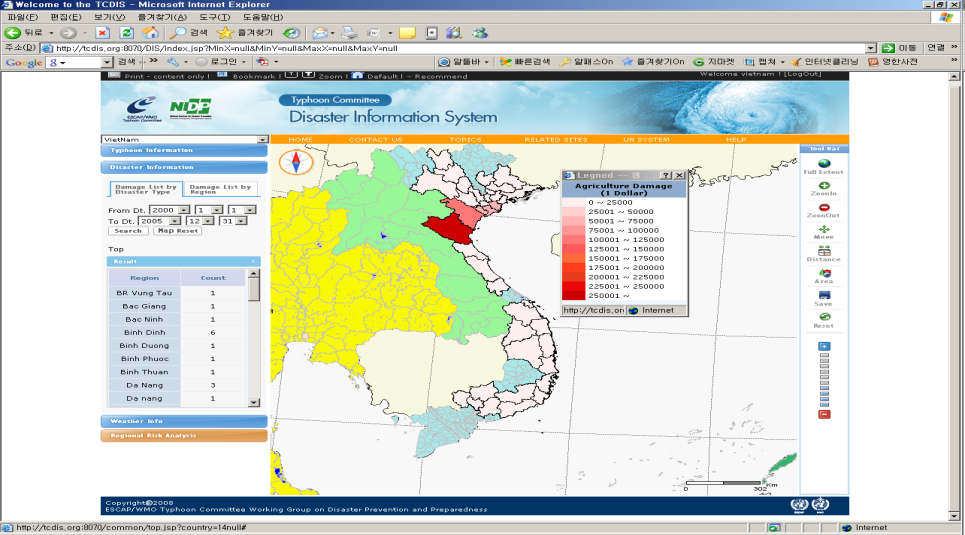 Welcome to the TCDIS - Microsoft Internet Explorer
파일(F) 편집(E) 보기(V) 즐겨찾기(A) 도구(T) 도움말(H)
뒤로 검색 즐겨찾기
주소(D) http://tcdis.org:8070/DIS/index.jsp?MinX=null&MinY=null&MaxX=null&MaxY=null 이동 연결 »
Google 검색 » 로그인 알툴바 빠른검색 알패스On 즐겨찾기On 지마켓 캡쳐 인터넷클리닝 영한사전 »
Print - content only | Bookmark | T T Zoom | Default | - Recommend Welcome vietnam ! [LogOut]
ESCAP/WMO
Typhoon Committee
NIDP
Typhoon Committee
Disaster Information System
VietNam
HOME CONTACT US TOPICS RELATED SITES UN SYSTEM HELP
Typhoon Information
Disaster Information
Damage List by Disaster Type
Damage List by Region
From Dt. 2000 1 1
To Dt. 2005 12 31
Search Map Reset
Top
Result
Region Count
BR Vung Tau 1
Bac Giang 1
Bac Ninh 1
Binh Dinh 6
Binh Duong 1
Binh Phuoc 1
Binh Thuan 1
Da Nang 3
Da nang 1
Weather Info
Regional Risk Analysis
Legned
Agriculture Damage
(1 Dollar)
0 ~ 25000
25001 ~ 50000
50001 ~ 75000
75001 ~ 100000
100001 ~ 125000
125001 ~ 150000
150001 ~ 175000
175001 ~ 200000
200001 ~ 225000
225001 ~ 250000
250001 ~
http://tcdis.or Internet
Tool Bar
Full Extent
ZoomIn
ZoomOut
Move
Distance
Area
Save
Reset
0 302 Km
Copyright©2008
ESCAP/WMO Typhoon Committee Working Group on Disaster Prevention and Preparedness
ESCAP WMO
http://tcdis.org:8070/common/top.jsp?country=14null# Internet